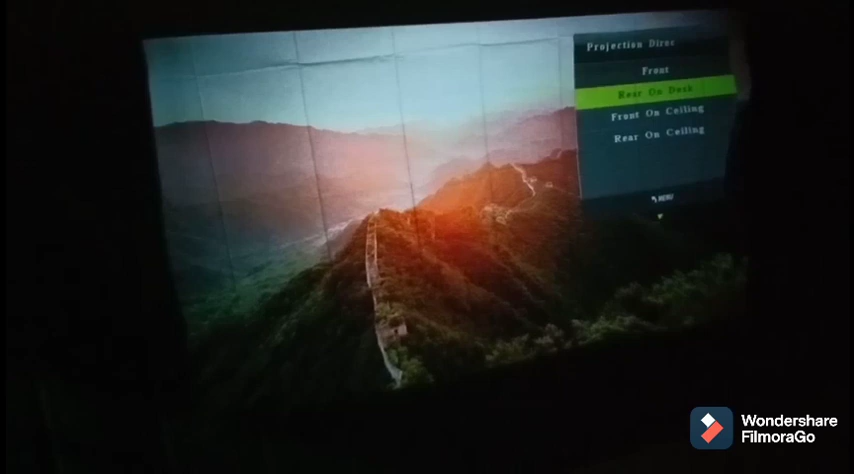 Projection Direc
Front
Rear On Desk
Front On Ceiling
Rear On Ceiling
MENU
Wondershare
FilmoraGo